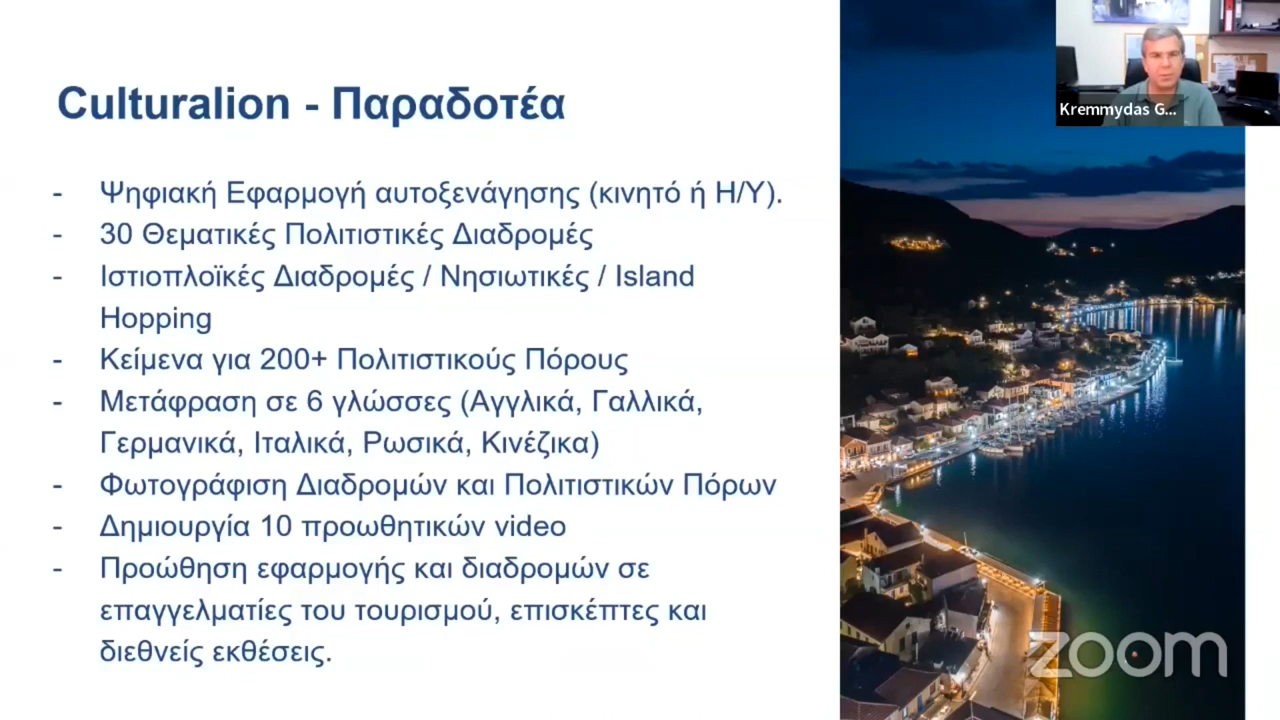 Culturalion - Παραδοτέα
- Ψηφιακή Εφαρμογή αυτοξενάγησης (κινητό ή Η/Υ).
- 30 Θεματικές Πολιτιστικές Διαδρομές
- Ιστιοπλοϊκές Διαδρομές / Νησιωτικές / Island
Hopping
- Κείμενα για 200+ Πολιτιστικούς Πόρους
- Μετάφραση σε 6 γλώσσες (Αγγλικά, Γαλλικά,
Γερμανικά, Ιταλικά, Ρωσικά, Κινέζικα)
- Φωτογράφιση Διαδρομών και Πολιτιστικών Πόρων
- Δημιουργία 10 προωθητικών video
- Προώθηση εφαρμογής και διαδρομών σε
επαγγελματίες του τουρισμού, επισκέπτες και
διεθνείς εκθέσεις.
Kremmydas G...
zoom